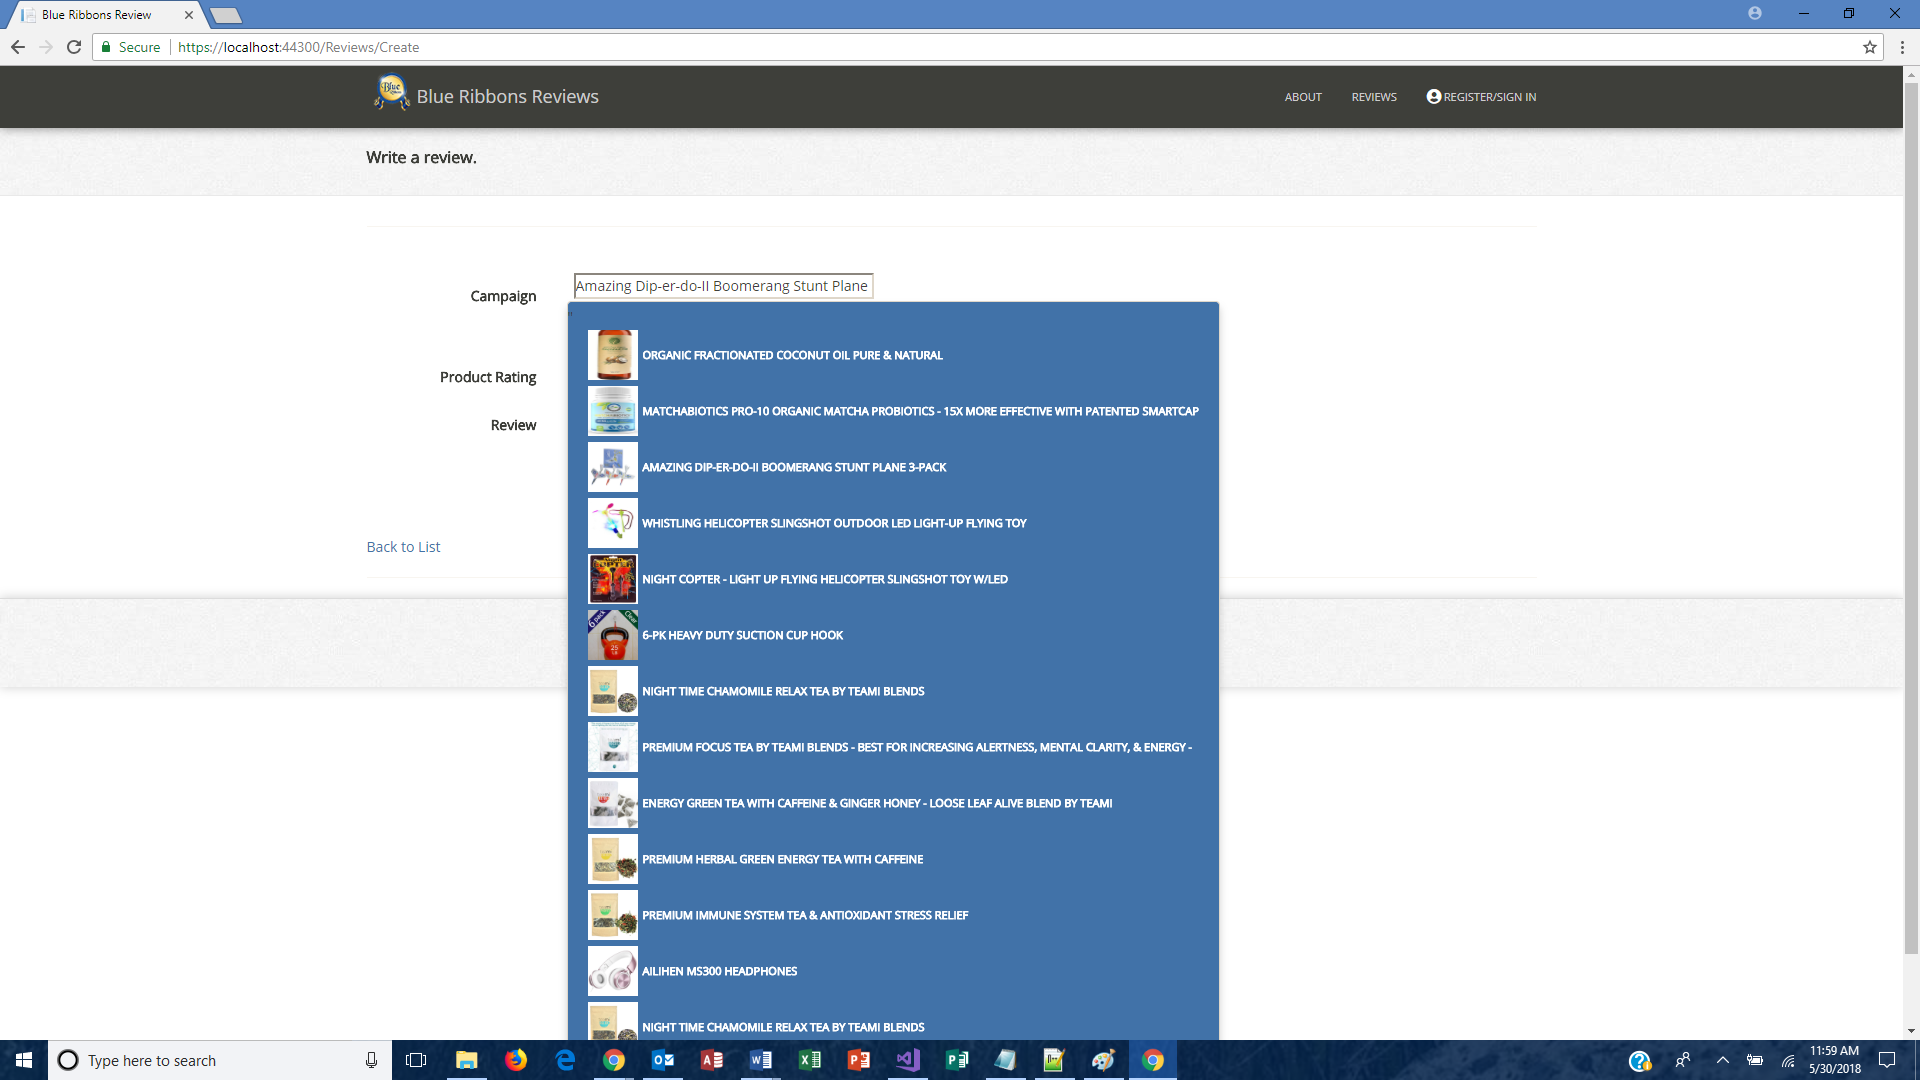 Blue Ribbons Review
Secure | https://localhost:44300/Reviews/Create
Blue Ribbons Reviews
ABOUT
REVIEWS
REGISTER/SIGN IN
Write a review.
Campaign
Amazing Dip-er-do-II Boomerang Stunt Plane
"
ORGANIC FRACTIONATED COCONUT OIL PURE & NATURAL
Product Rating
MATCHABIOTICS PRO-10 ORGANIC MATCHA PROBIOTICS - 15X MORE EFFECTIVE WITH PATENTED SMARTCAP
Review
AMAZING DIP-ER-DO-II BOOMERANG STUNT PLANE 3-PACK
WHISTLING HELICOPTER SLINGSHOT OUTDOOR LED LIGHT-UP FLYING TOY
Back to List
NIGHT COPTER - LIGHT UP FLYING HELICOPTER SLINGSHOT TOY W/LED
6-PK HEAVY DUTY SUCTION CUP HOOK
NIGHT TIME CHAMOMILE RELAX TEA BY TEAMI BLENDS
PREMIUM FOCUS TEA BY TEAMI BLENDS - BEST FOR INCREASING ALERTNESS, MENTAL CLARITY, & ENERGY -
ENERGY GREEN TEA WITH CAFFEINE & GINGER HONEY - LOOSE LEAF ALIVE BLEND BY TEAMI
PREMIUM HERBAL GREEN ENERGY TEA WITH CAFFEINE
PREMIUM IMMUNE SYSTEM TEA & ANTIOXIDANT STRESS RELIEF
AILIHEN MS300 HEADPHONES
NIGHT TIME CHAMOMILE RELAX TEA BY TEAMI BLENDS
Type here to search
11:59 AM
5/30/2018